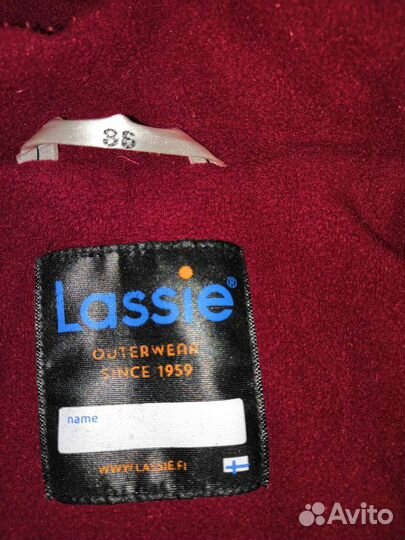 86
Lassie®
OUTERWEAR
SINCE 1959
name
WWW.LASSIE.FI
Avito